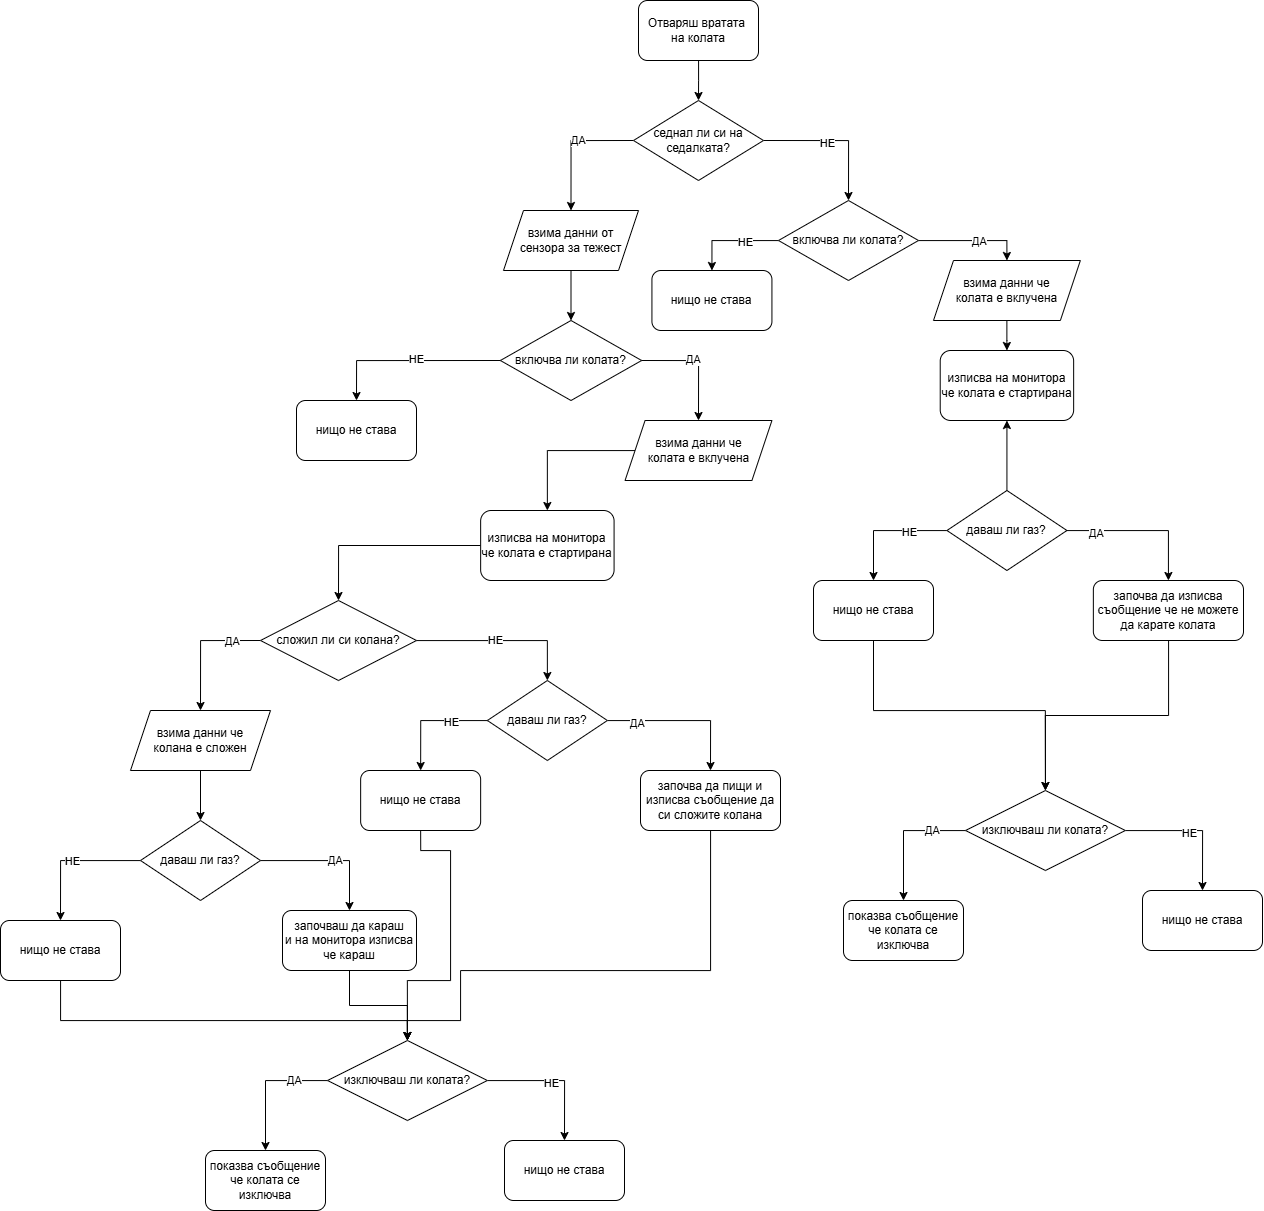 Отваряш вратата
на колата
седнал ли си на
седалката?
ДА
НЕ
взима данни от
сензора за тежест
включва ли колата?
НЕ
ДА
нищо не става
взима данни че
колата е вклучена
включва ли колата?
НЕ
ДА
нищо не става
изписва на монитора
че колата е стартирана
взима данни че
колата е вклучена
изписва на монитора
че колата е стартирана
даваш ли газ?
НЕ
ДА
нищо не става
започва да изписва
съобщение че не можете
да карате колата
сложил ли си колана?
ДА
НЕ
взима данни че
колана е сложен
даваш ли газ?
НЕ
ДА
нищо не става
започва да пищи и
изписва съобщение да
си сложите колана
изключваш ли колата?
ДА
НЕ
даваш ли газ?
НЕ
ДА
нищо не става
започваш да караш
и на монитора изписва
че караш
показва съобщение
че колата се
изключва
нищо не става
изключваш ли колата?
ДА
НЕ
показва съобщение
че колата се
изключва
нищо не става